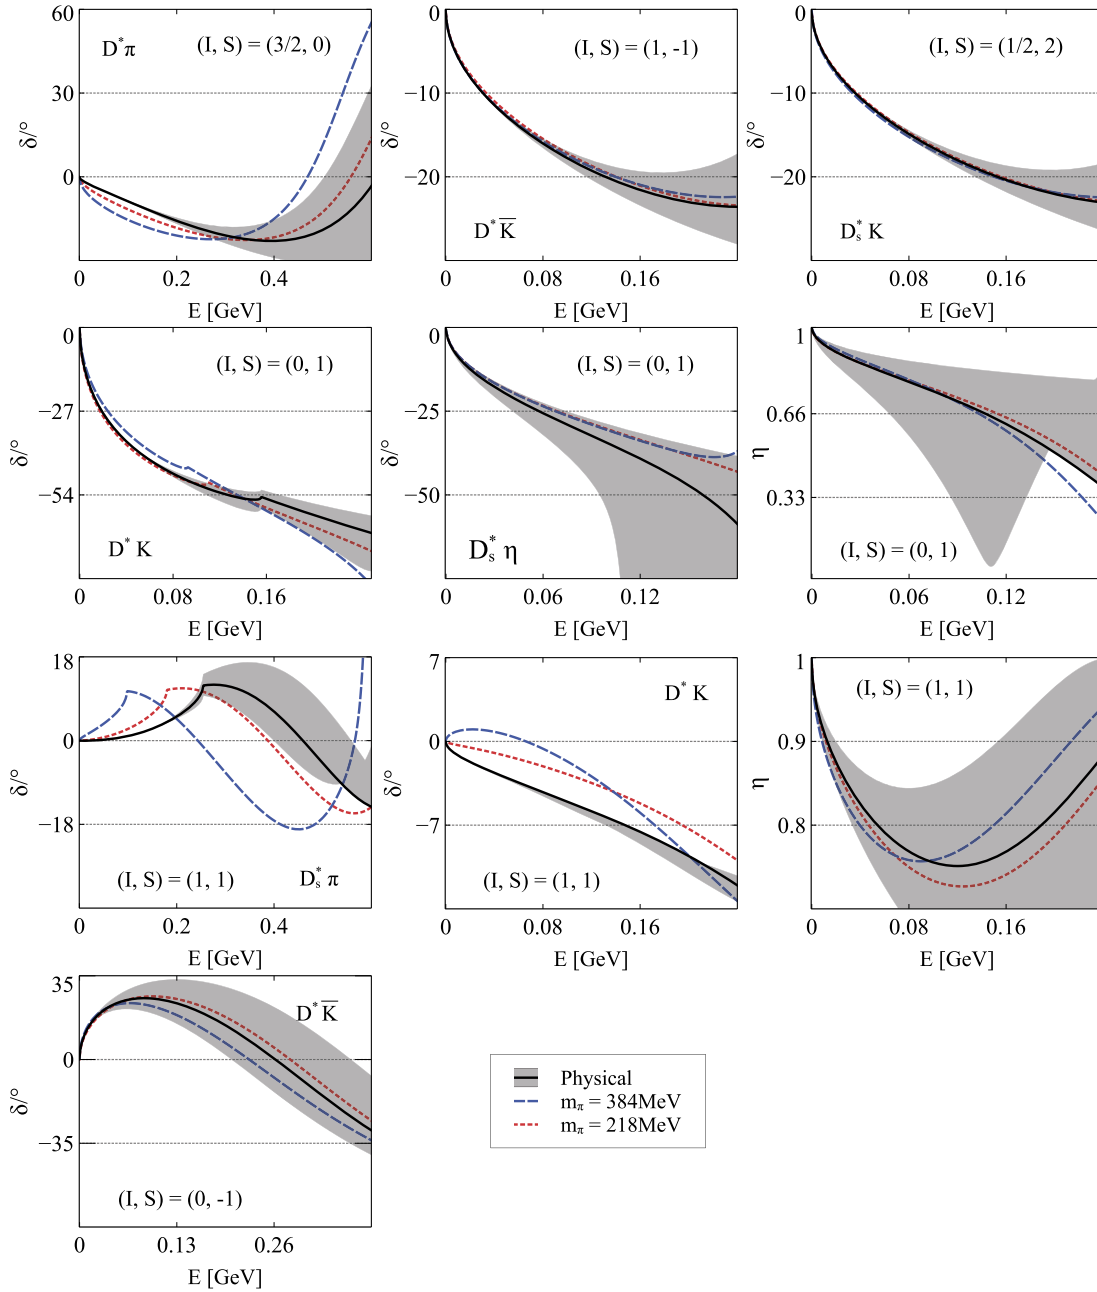 60
30
0
δ/°
D*π
(I, S) = (3/2, 0)
0
0.2
0.4
E [GeV]
0
−10
−20
δ/°
(I, S) = (1, -1)
D* K̅
0
0.08
0.16
E [GeV]
0
−10
−20
δ/°
(I, S) = (1/2, 2)
D*s K
0
0.08
0.16
E [GeV]
0
−27
−54
δ/°
(I, S) = (0, 1)
D* K
0
0.08
0.16
E [GeV]
0
−25
−50
δ/°
(I, S) = (0, 1)
D*s η
0
0.06
0.12
E [GeV]
1
0.66
0.33
η
(I, S) = (0, 1)
0
0.06
0.12
E [GeV]
18
0
−18
δ/°
(I, S) = (1, 1)
D*s π
0
0.2
0.4
E [GeV]
7
0
−7
δ/°
D* K
(I, S) = (1, 1)
0
0.08
0.16
E [GeV]
1
0.9
0.8
η
(I, S) = (1, 1)
0
0.08
0.16
E [GeV]
35
0
−35
δ/°
D* K̅
(I, S) = (0, -1)
0
0.13
0.26
E [GeV]
Physical
mπ = 384MeV
mπ = 218MeV